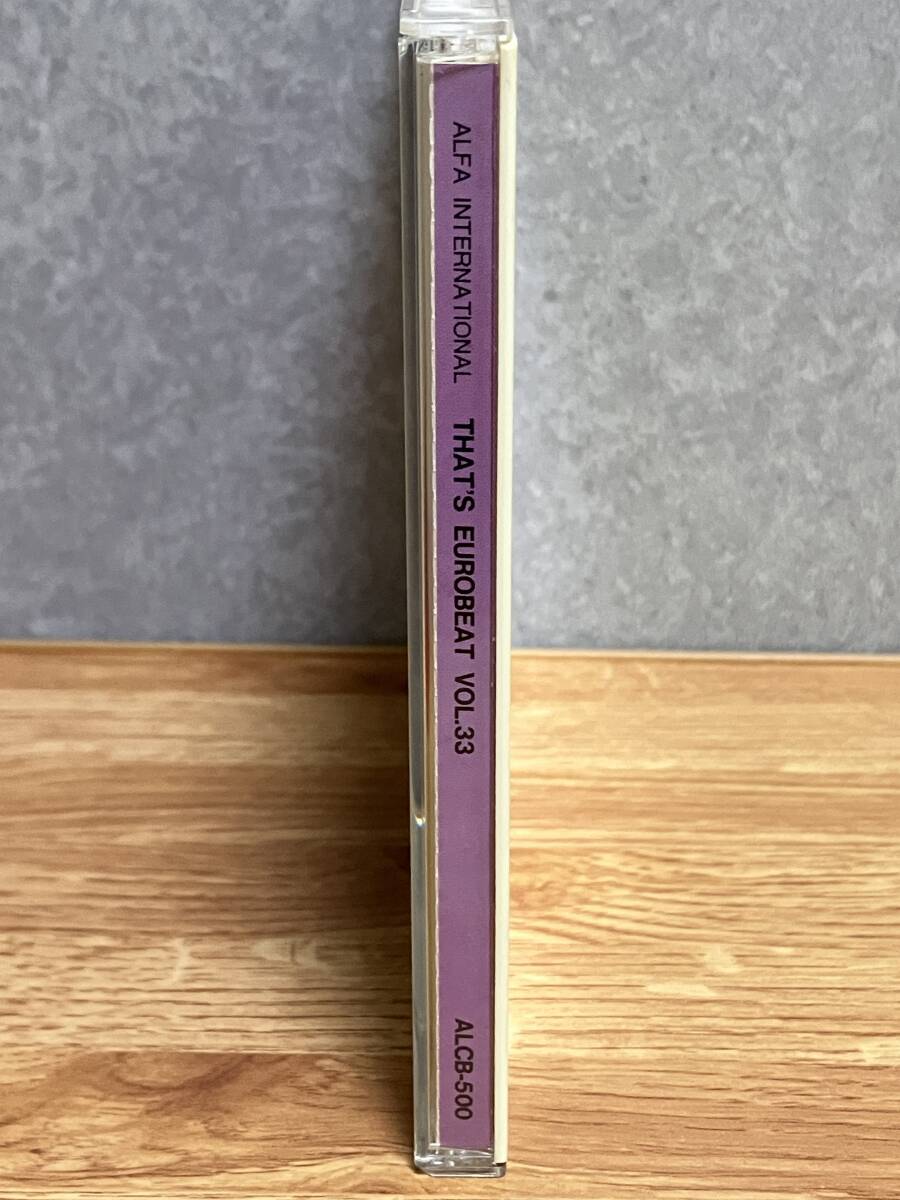 ALFA INTERNATIONAL THAT'S EUROBEAT VOL.33 ALCB-500